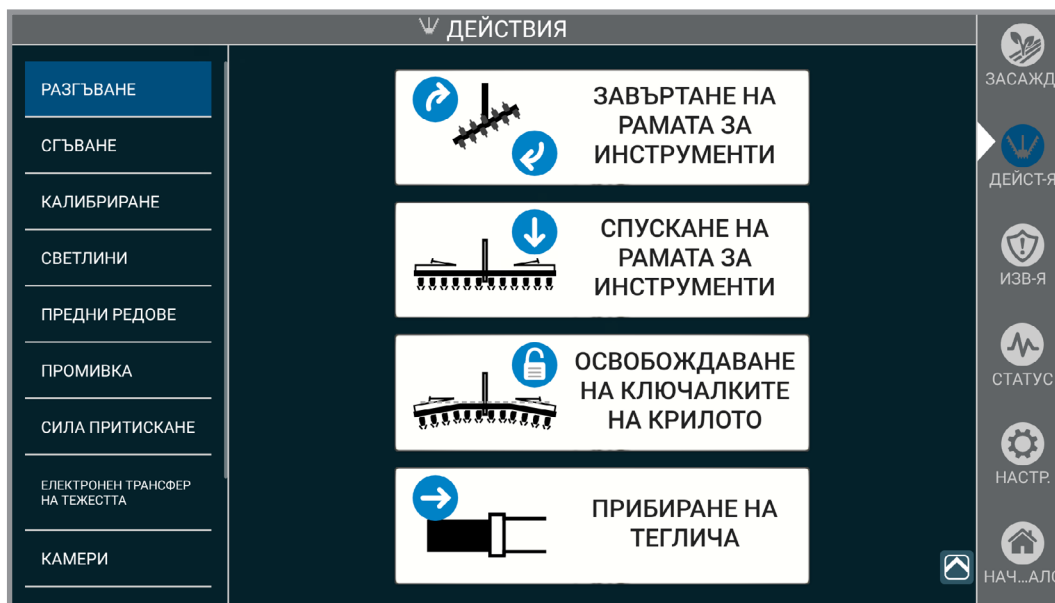 ДЕЙСТВИЯ
РАЗГЪВАНЕ
СГЪВАНЕ
КАЛИБРИРАНЕ
СВЕТЛИНИ
ПРЕДНИ РЕДОВЕ
ПРОМИВКА
СИЛА ПРИТИСКАНЕ
ЕЛЕКТРОНЕН ТРАНСФЕР
НА ТЕЖЕСТТА
КАМЕРИ
ЗАВЪРТАНЕ НА
РАМАТА ЗА
ИНСТРУМЕНТИ
СПУСКАНЕ НА
РАМАТА ЗА
ИНСТРУМЕНТИ
ОСВОБОЖДАВАНЕ
НА КЛЮЧАЛКИТЕ
НА КРИЛОТО
ПРИБИРАНЕ НА
ТЕГЛИЧА
ЗАСАЖД
ДЕЙСТ-Я
ИЗВ-Я
СТАТУС
НАСТР.
НАЧ...АЛО